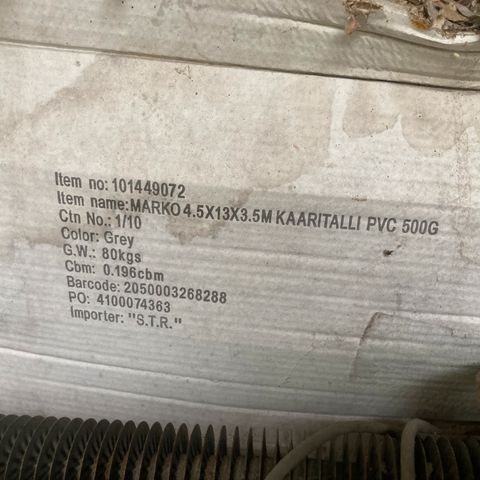 Item no: 101449072
Item name:MARKO 4.5X13X3.5M KAARITALLI PVC 500G
Ctn No.: 1/10
Color: Grey
G.W.: 80kgs
Cbm: 0.196cbm
Barcode: 2050003268288
PO: 4100074363
Importer: "S.T.R."